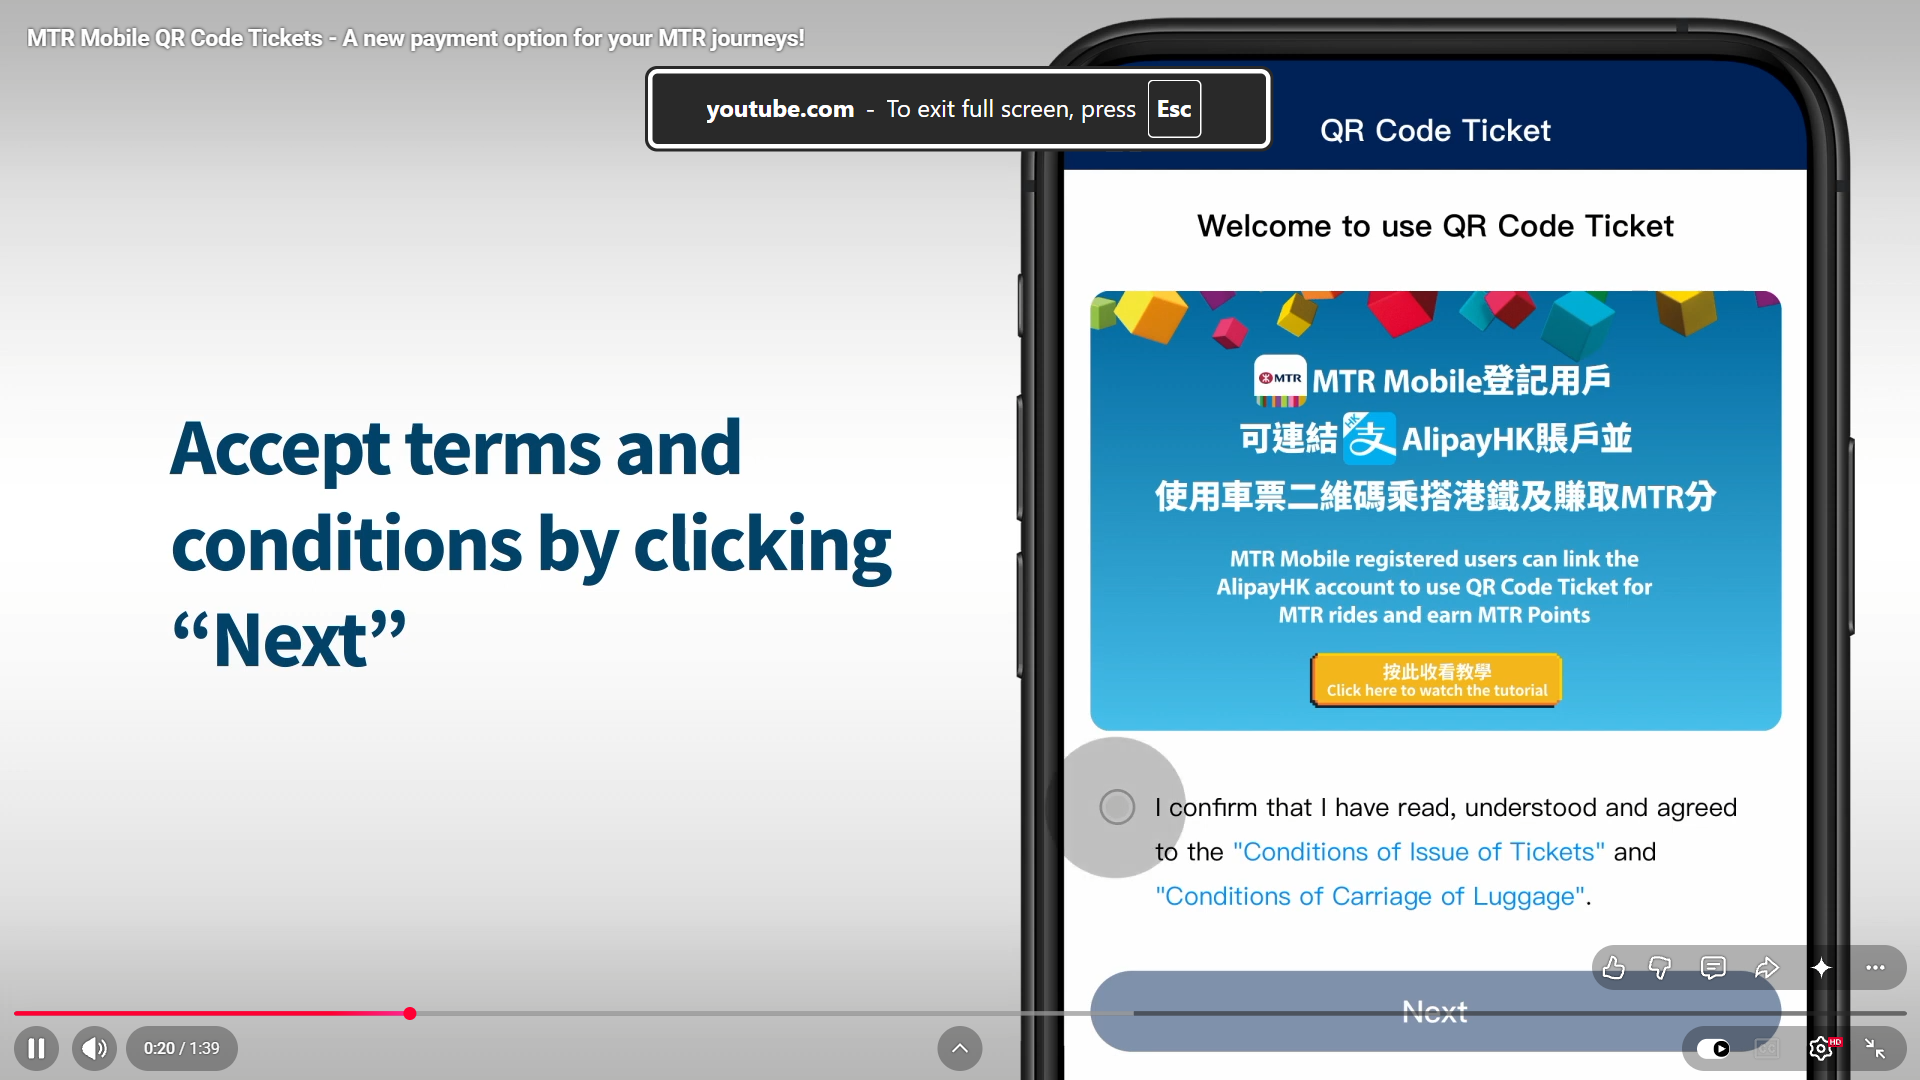 MTR Mobile QR Code Tickets - A new payment option for your MTR journeys!
youtube.com - To exit full screen, press Esc
QR Code Ticket
Welcome to use QR Code Ticket
MTR MTR Mobile登記用戶
可連結 HK 支 AlipayHK賬戶並
使用車票二維碼乘搭港鐵及賺取MTR分
MTR Mobile registered users can link the
AlipayHK account to use QR Code Ticket for
MTR rides and earn MTR Points
按此收看教學
Click here to watch the tutorial
Accept terms and
conditions by clicking
“Next”
I confirm that I have read, understood and agreed
to the "Conditions of Issue of Tickets" and
"Conditions of Carriage of Luggage".
Next
0:20 / 1:39
CC
HD